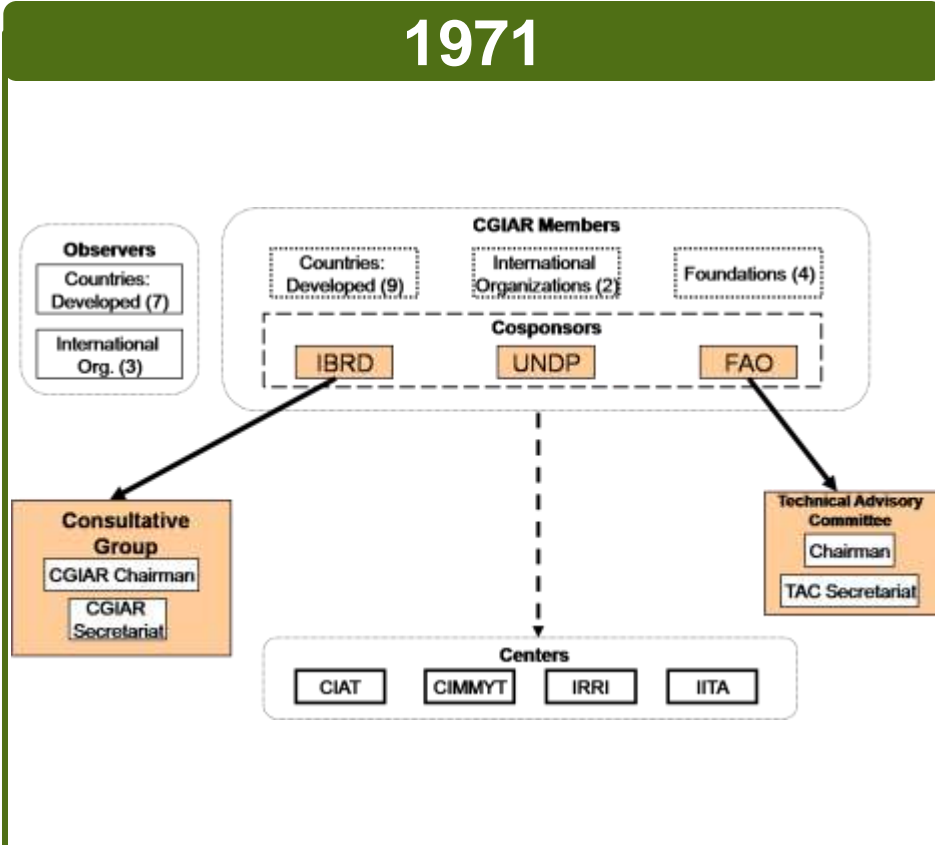 1971
Observers
Countries:
Developed (7)
International
Org. (3)
CGIAR Members
Countries:
Developed (9)
International
Organizations (2)
Foundations (4)
Cosponsors
IBRD
UNDP
FAO
Consultative
Group
CGIAR Chairman
CGIAR
Secretariat
Technical Advisory
Committee
Chairman
TAC Secretariat
Centers
CIAT
CIMMYT
IRRI
IITA